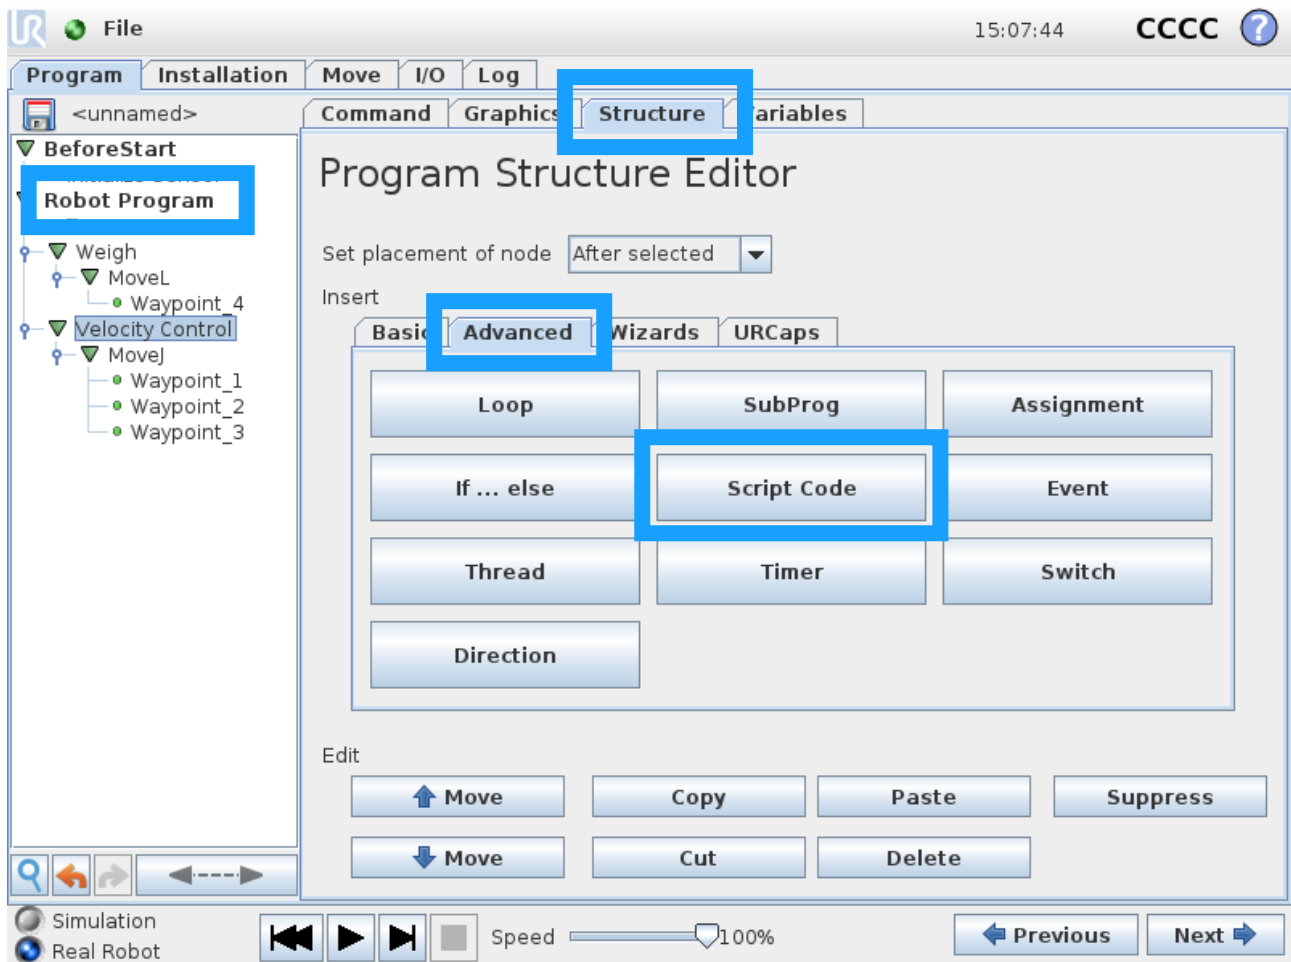 UR File 15:07:44 CCCC ?
Program Installation Move I/O Log
<unnamed> Command Graphics Structure ariables
BeforeStart
Program Structure Editor
Robot Program
Set placement of node After selected
Weigh
MoveL
Waypoint_4
Insert
Velocity Control
Basic Advanced Wizards URCaps
MoveJ
Waypoint_1
Waypoint_2
Waypoint_3
Loop SubProg Assignment
If ... else Script Code Event
Thread Timer Switch
Direction
Edit
Move Copy Paste Suppress
Move Cut Delete
Simulation
Real Robot
Speed 100%
Previous Next